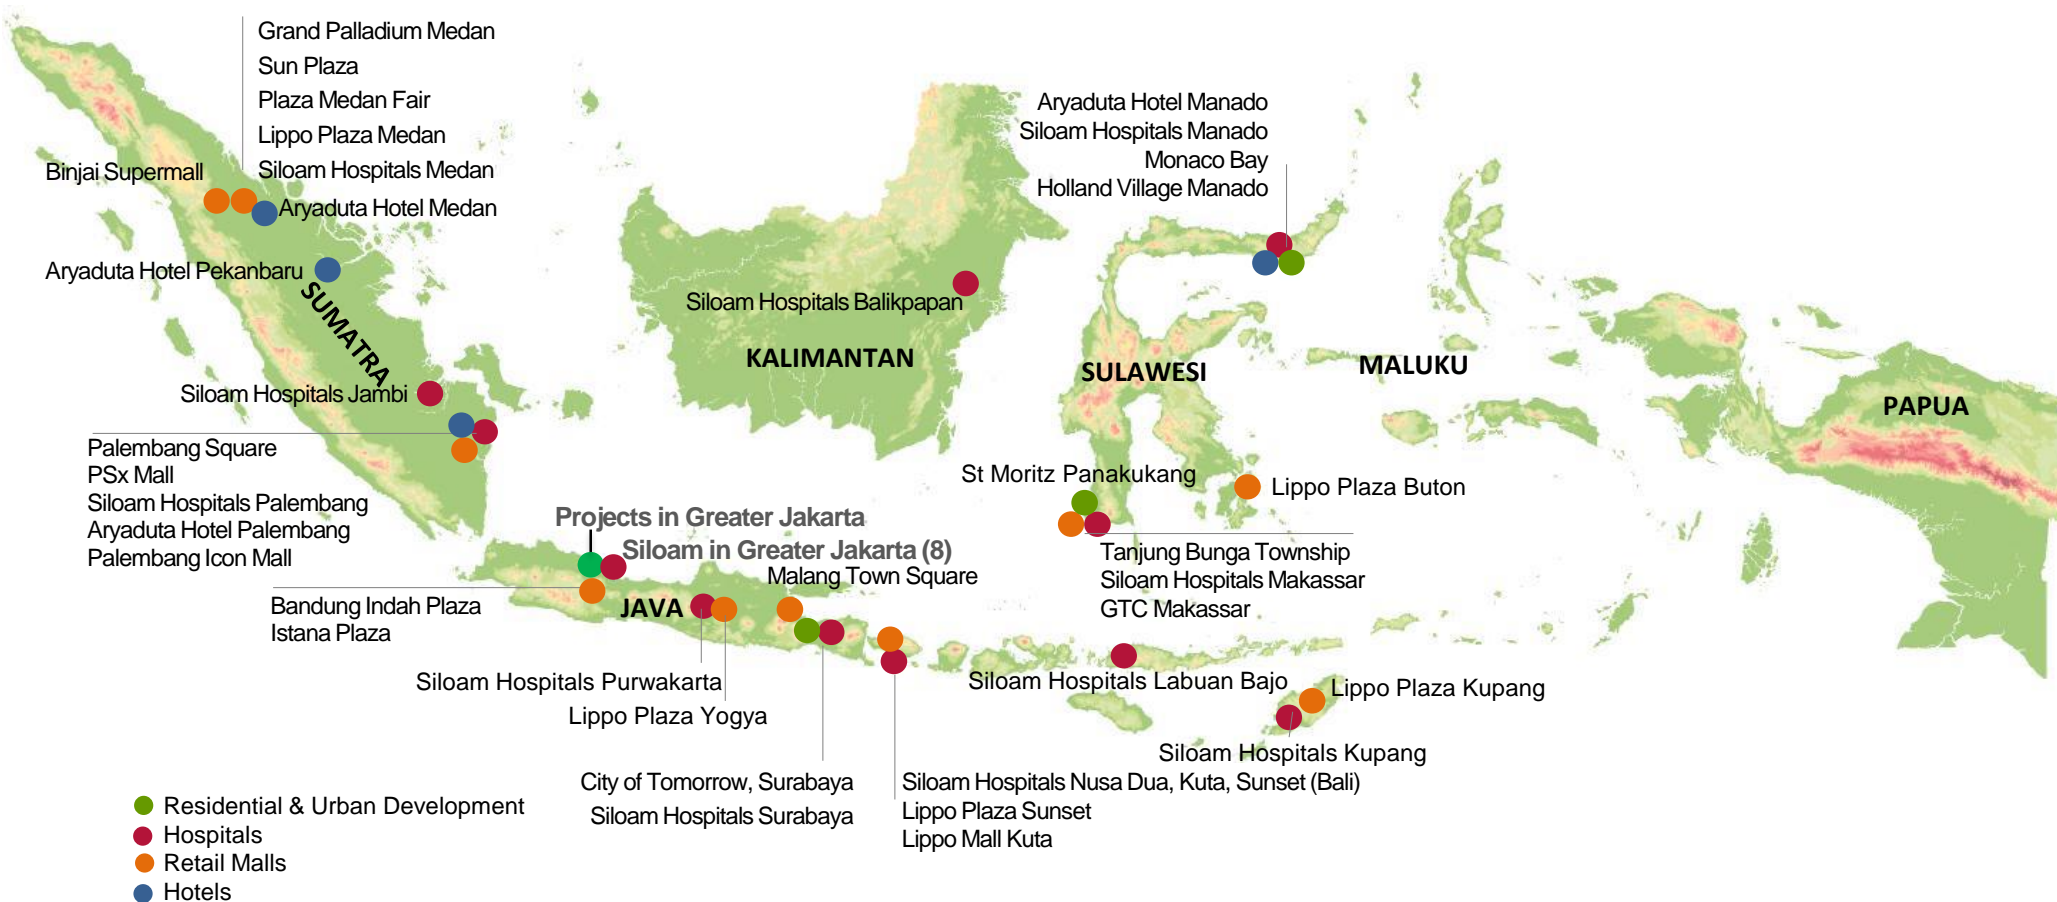 Grand Palladium Medan
Sun Plaza
Plaza Medan Fair
Lippo Plaza Medan
Siloam Hospitals Medan
Binjai Supermall
Aryaduta Hotel Medan
Aryaduta Hotel Pekanbaru
SUMATRA
Siloam Hospitals Jambi
Palembang Square
PSx Mall
Siloam Hospitals Palembang
Aryaduta Hotel Palembang
Palembang Icon Mall
Aryaduta Hotel Manado
Siloam Hospitals Manado
Monaco Bay
Holland Village Manado
Siloam Hospitals Balikpapan
KALIMANTAN
SULAWESI
MALUKU
PAPUA
St Moritz Panakukang
Lippo Plaza Buton
Tanjung Bunga Township
Siloam Hospitals Makassar
GTC Makassar
Projects in Greater Jakarta
Siloam in Greater Jakarta (8)
Malang Town Square
Bandung Indah Plaza
Istana Plaza
JAVA
Siloam Hospitals Purwakarta
Lippo Plaza Yogya
Siloam Hospitals Labuan Bajo
Lippo Plaza Kupang
Siloam Hospitals Kupang
City of Tomorrow, Surabaya
Siloam Hospitals Surabaya
Siloam Hospitals Nusa Dua, Kuta, Sunset (Bali)
Lippo Plaza Sunset
Lippo Mall Kuta
Residential & Urban Development
Hospitals
Retail Malls
Hotels